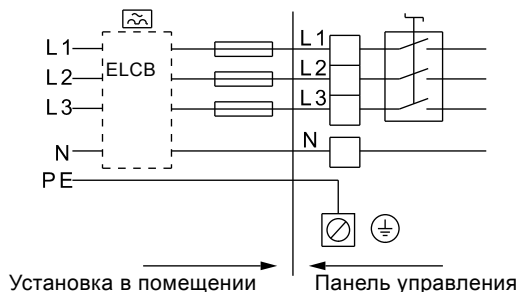 L1
L2
L3
N
PE
ELCB
L1
L2
L3
N
Установка в помещении
Панель управления